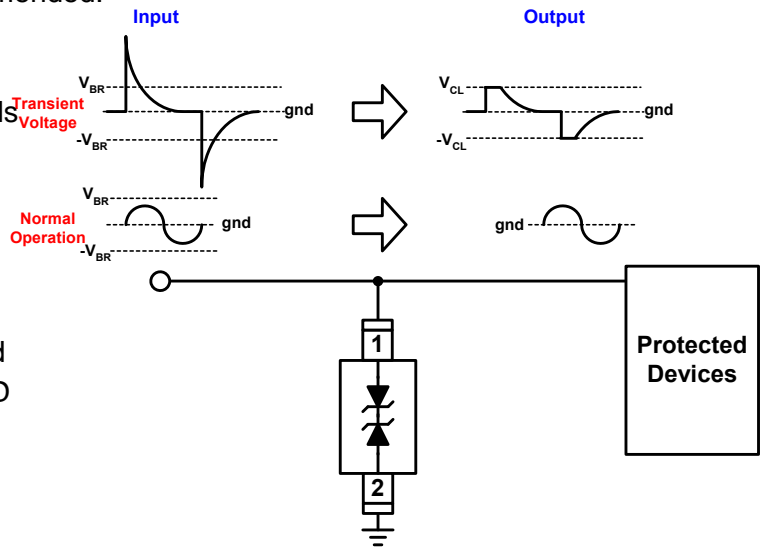 Input
Output
V_BR
Transient
Voltage
-V_BR
gnd
V_CL
-V_CL
gnd
V_BR
Normal
Operation
-V_BR
gnd
gnd
1
2
Protected
Devices